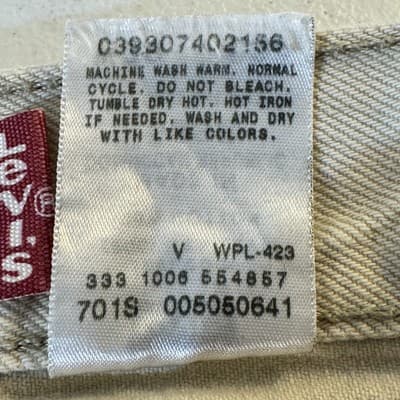 039307402156
MACHINE WASH WARM. NORMAL
CYCLE. DO NOT BLEACH.
TUMBLE DRY HOT. HOT IRON
IF NEEDED. WASH AND DRY
WITH LIKE COLORS.
Levi's®
V WPL-423
333 1006 554857
701S 005050641